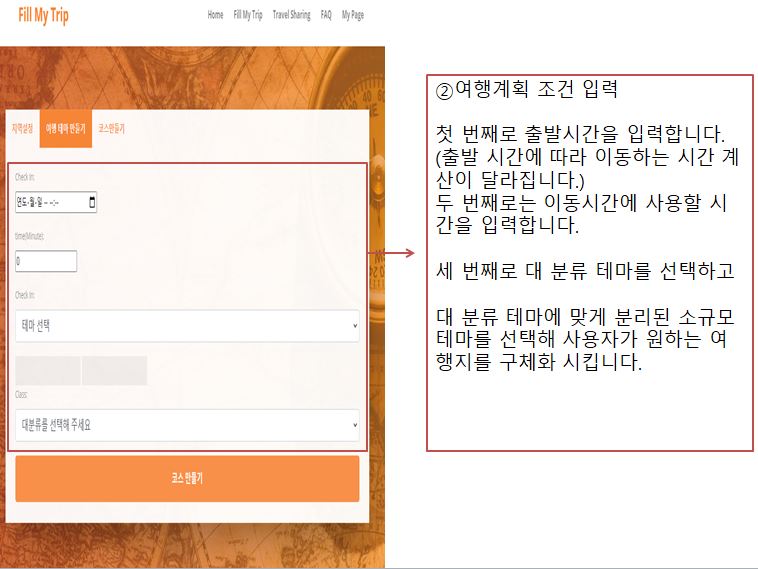 Fill My Trip
Home Fill My Trip Travel Sharing FAQ My Page
지역설정 여행 테마 만들기 코스만들기
Check In:
연도-월-일 -- --:--
time(Minute):
0
Check In:
테마 선택
Class:
대분류를 선택해 주세요
코스 만들기
②여행계획 조건 입력
첫 번째로 출발시간을 입력합니다.
(출발 시간에 따라 이동하는 시간 계
산이 달라집니다.)
두 번째로는 이동시간에 사용할 시
간을 입력합니다.
세 번째로 대 분류 테마를 선택하고
대 분류 테마에 맞게 분리된 소규모
테마를 선택해 사용자가 원하는 여
행지를 구체화 시킵니다.